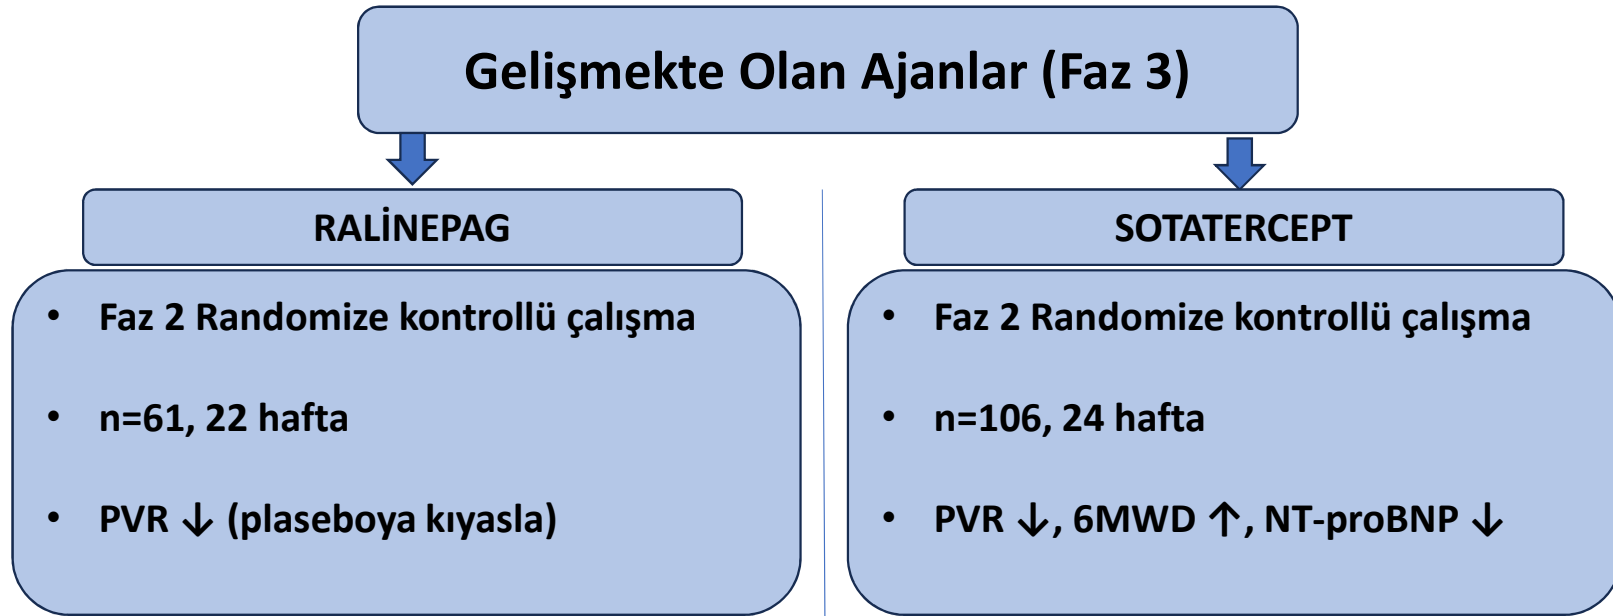 Gelişmekte Olan Ajanlar (Faz 3)
RALİNEPAG
• Faz 2 Randomize kontrollü çalışma
• n=61, 22 hafta
• PVR ↓ (plaseboya kıyasla)
SOTATERCEPT
• Faz 2 Randomize kontrollü çalışma
• n=106, 24 hafta
• PVR ↓, 6MWD ↑, NT-proBNP ↓